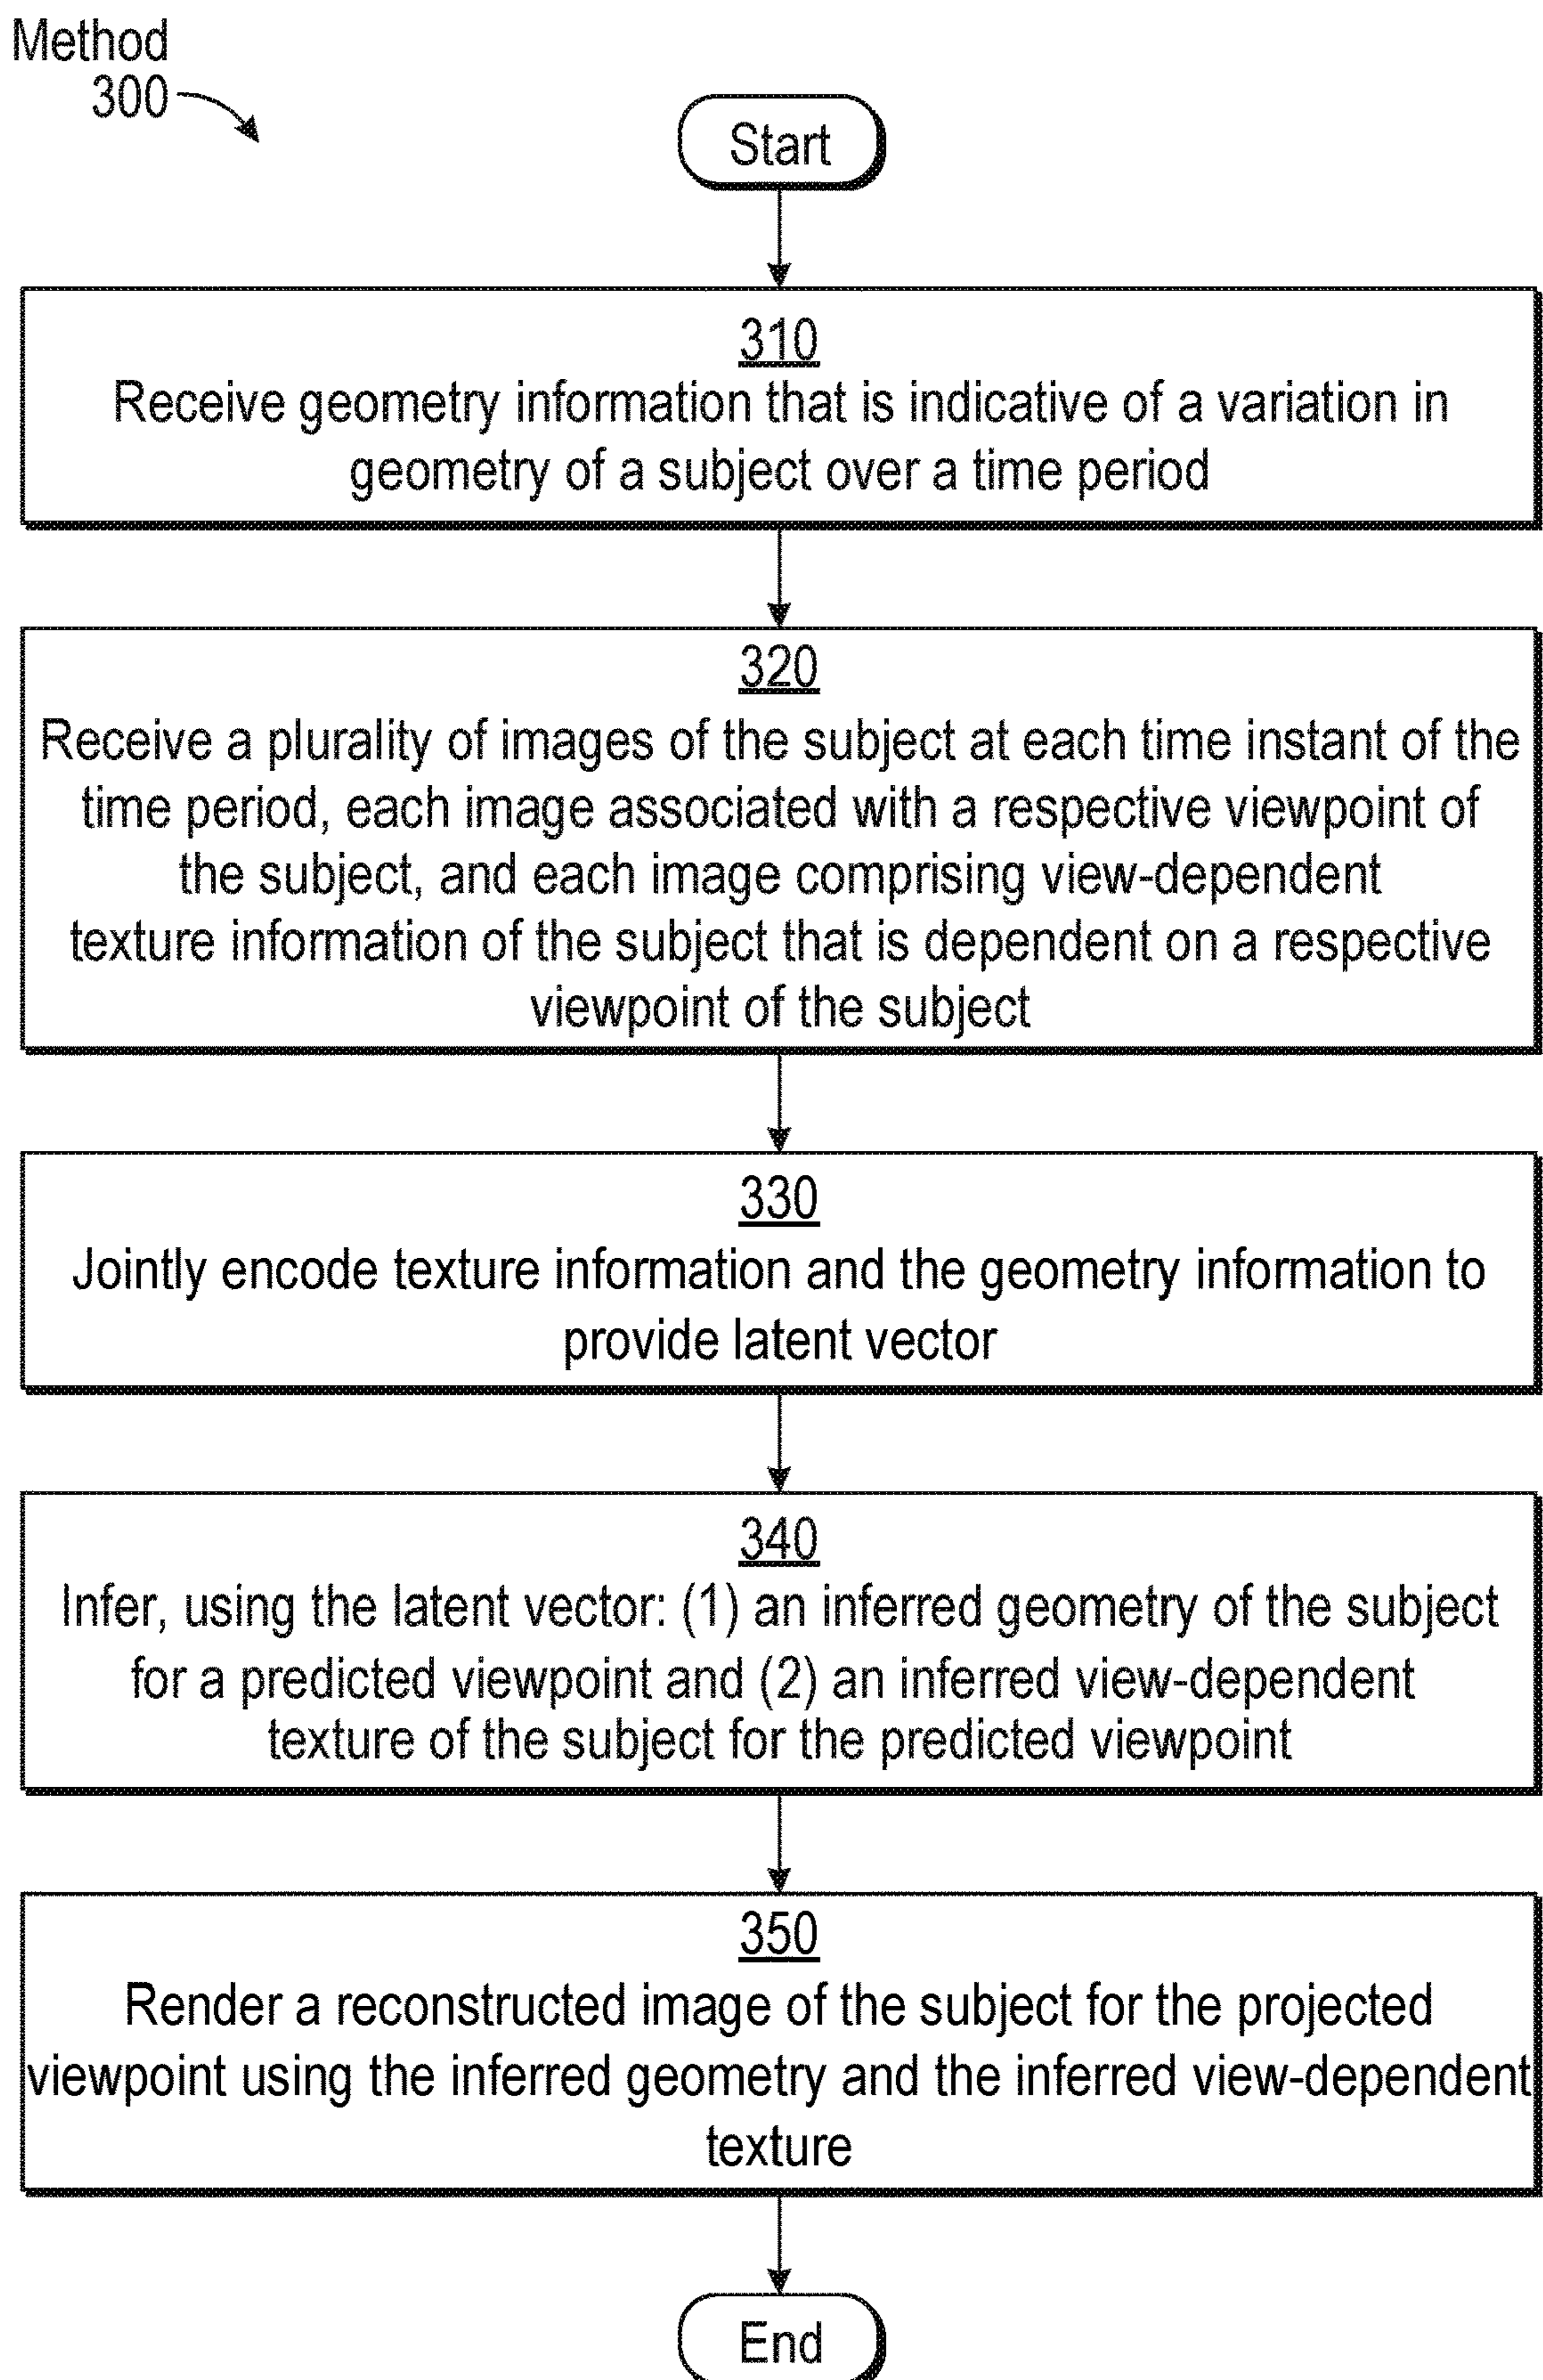 Method
300
Start
310
Receive geometry information that is indicative of a variation in
geometry of a subject over a time period
320
Receive a plurality of images of the subject at each time instant of the
time period, each image associated with a respective viewpoint of
the subject, and each image comprising view-dependent
texture information of the subject that is dependent on a respective
viewpoint of the subject
330
Jointly encode texture information and the geometry information to
provide latent vector
340
Infer, using the latent vector: (1) an inferred geometry of the subject
for a predicted viewpoint and (2) an inferred view-dependent
texture of the subject for the predicted viewpoint
350
Render a reconstructed image of the subject for the projected
viewpoint using the inferred geometry and the inferred view-dependent
texture
End